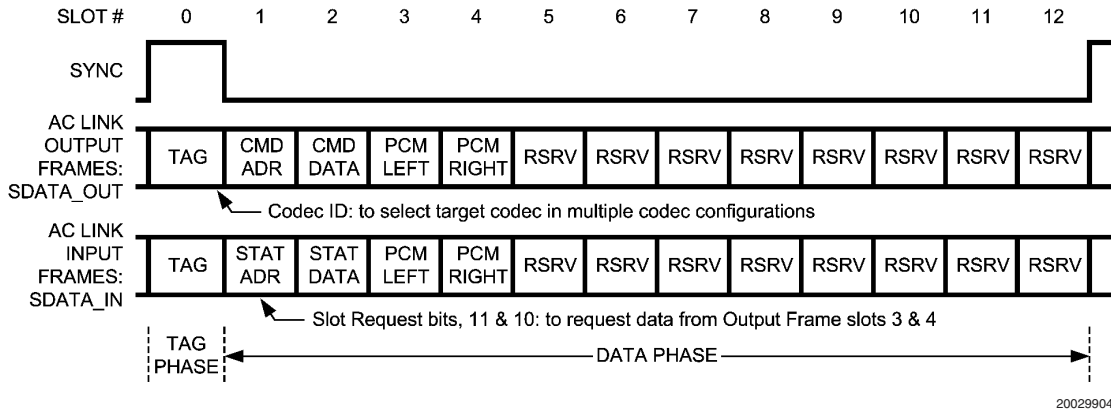 SLOT # 0 1 2 3 4 5 6 7 8 9 10 11 12
SYNC
AC LINK
OUTPUT
FRAMES:
SDATA_OUT
TAG
CMD
ADR
CMD
DATA
PCM
LEFT
PCM
RIGHT
RSRV RSRV RSRV RSRV RSRV RSRV RSRV RSRV
Codec ID: to select target codec in multiple codec configurations
AC LINK
INPUT
FRAMES:
SDATA_IN
TAG
STAT
ADR
STAT
DATA
PCM
LEFT
PCM
RIGHT
RSRV RSRV RSRV RSRV RSRV RSRV RSRV RSRV
Slot Request bits, 11 & 10: to request data from Output Frame slots 3 & 4
TAG
PHASE
DATA PHASE
20029904